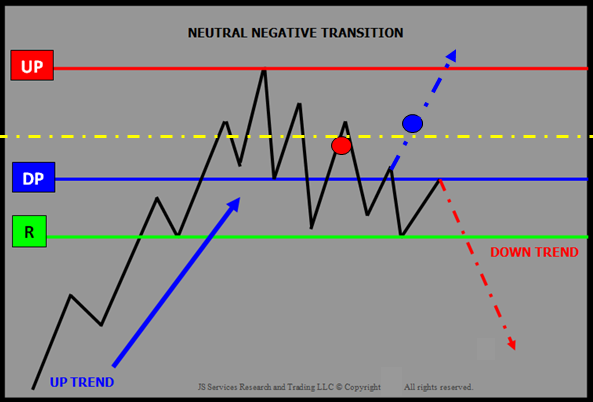 NEUTRAL NEGATIVE TRANSITION
UP
DP
R
DOWN TREND
UP TREND
JS Services Research and Trading LLC © Copyright All rights reserved.